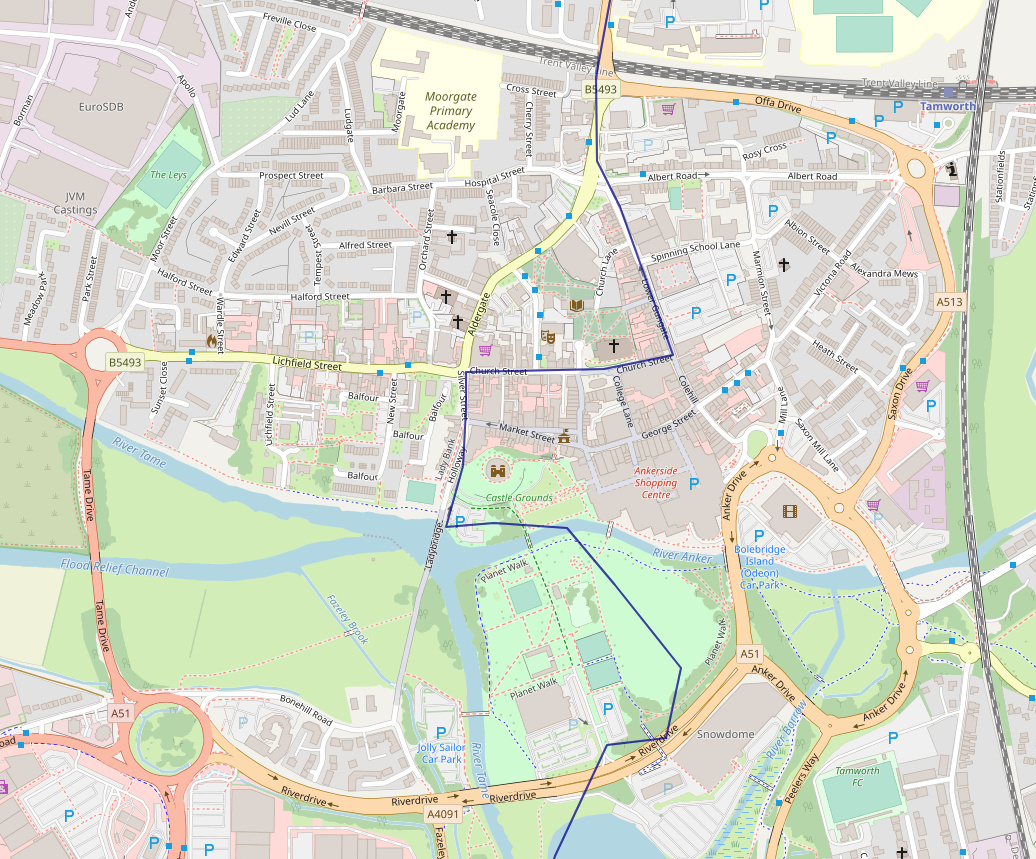 Freville Close
Apollo
EuroSDB
Borman
Lud Lane
Ludgate
Moorgate
Moorgate
Primary
Academy
Cross Street
Cherry Street
Trent Valley Line
B5493
Trent Valley Line
Tamworth
Offa Drive
Rosy Cross
Albert Road
Albert Road
The Leys
JVM
Castings
Prospect Street
Barbara Street
Hospital Street
Seacole Close
Moor Street
Edward Street
Nevill Street
Tempest Street
Alfred Street
Orchard Street
Church Lane
Spinning School Lane
Lower Gungate
Marmion Street
Albion Street
Victoria Road
Alexandra Mews
Heath Street
A513
Meadow Park
Park Street
Halford Street
Halford Street
Wardle Street
Aldergate
B5493
Lichfield Street
Church Street
Church Street
Silver Street
College Lane
Colehill
Mill Lane
Saxon Drive
Saxon Mill Lane
Sunset Close
Lichfield Street
Balfour
New Street
Balfour
Balfour
Balfour
Lady Bank
Holloway
Market Street
George Street
Ankerside
Shopping
Centre
Castle Grounds
River Tame
Tame Drive
Flood Relief Channel
Ladybridge
River Anker
Anker Drive
Bolebridge
Island
(Odeon)
Car Park
Planet Walk
Planet Walk
Planet Walk
Fazeley Brook
Tame Drive
A51
Bonehill Road
A51
Anker Drive
Anker Drive
Jolly Sailor
Car Park
River Tame
Riverdrive
Snowdome
River Barlow
Peelers Way
Tamworth
FC
Riverdrive
Riverdrive
Riverdrive
A4091
Stationfields